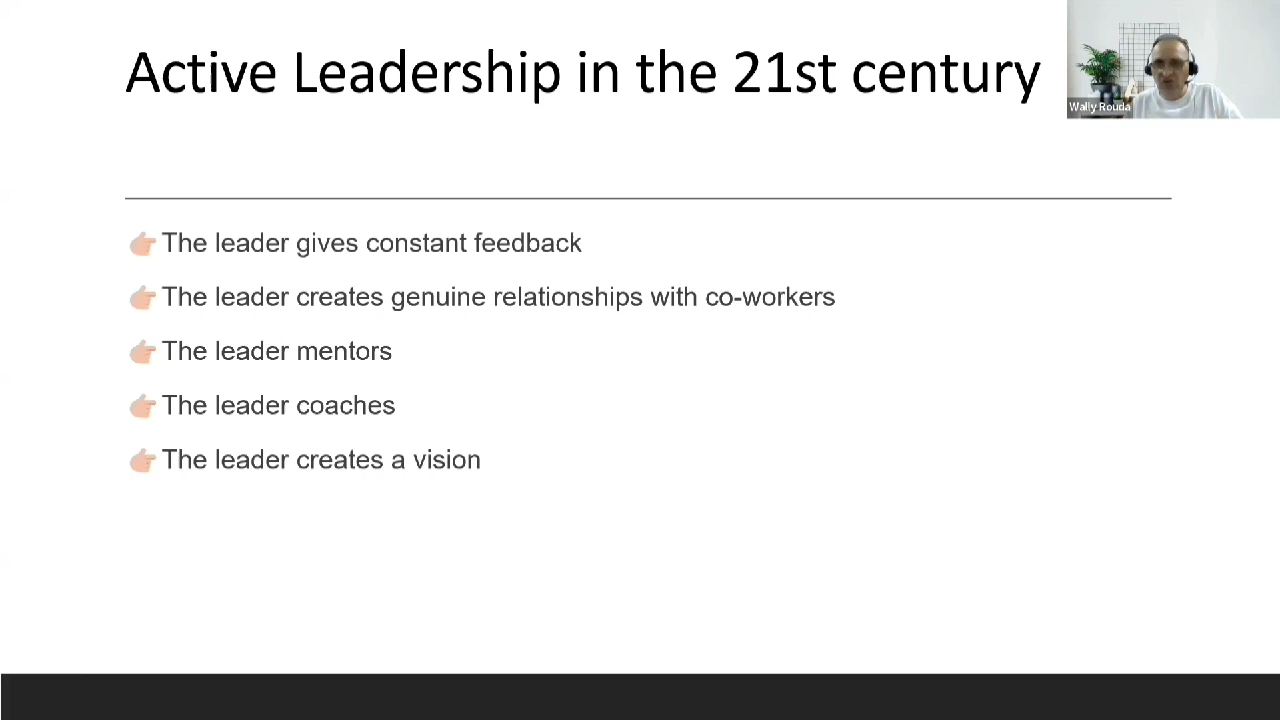 Active Leadership in the 21st century
Wally Rouda
👉The leader gives constant feedback
👉The leader creates genuine relationships with co-workers
👉The leader mentors
👉The leader coaches
👉The leader creates a vision